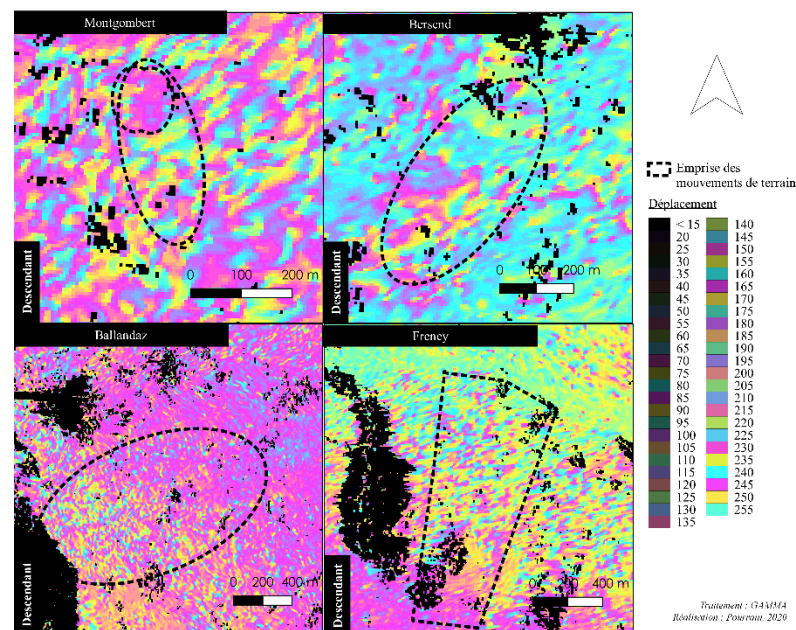 Montgombert
Bersend
Descendant
0 100 200 m
Descendant
0 100 200 m
Ballandaz
Freney
Descendant
0 200 400 m
Descendant
0 200 400 m
Emprise des
mouvements de terrain
Déplacement
< 15 140
20 145
25 150
30 155
35 160
40 165
45 170
50 175
55 180
60 185
65 190
70 195
75 200
80 205
85 210
90 215
95 220
100 225
105 230
110 235
115 240
120 245
125 250
130 255
135
Traitement : GAMMA
Réalisation : Pourrain, 2020